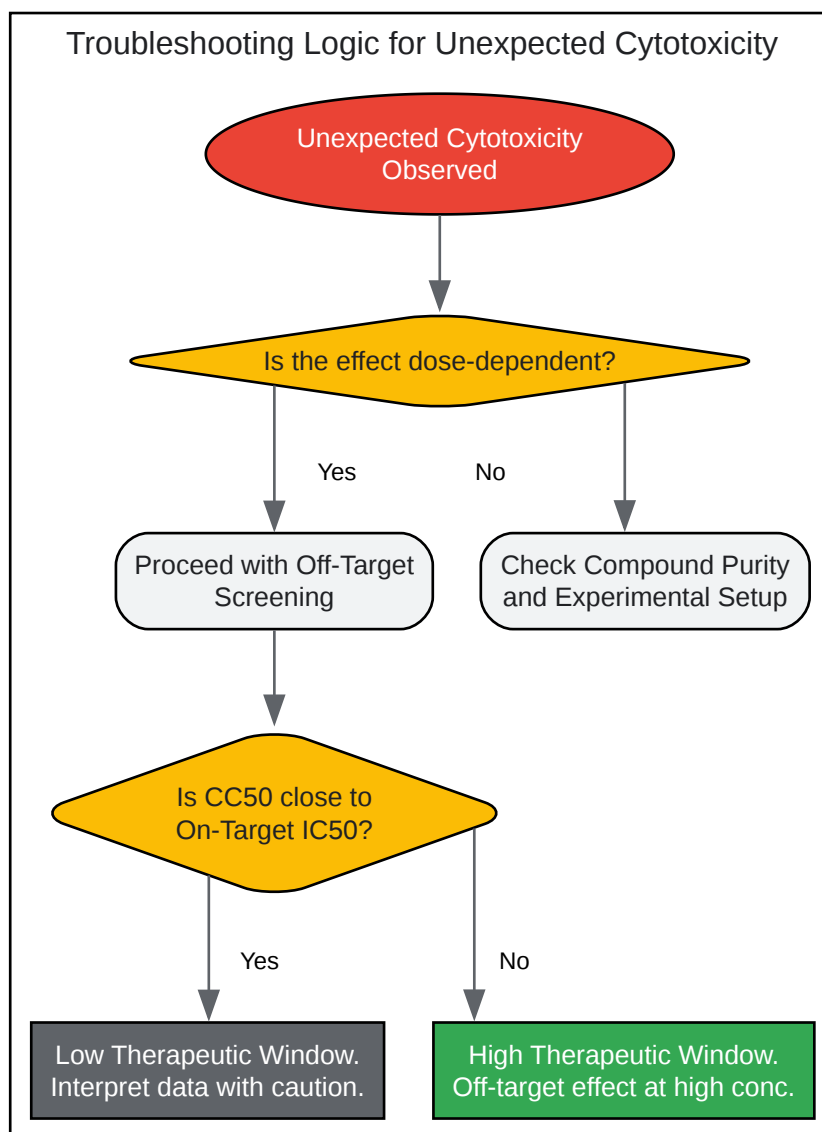 Troubleshooting Logic for Unexpected Cytotoxicity
Unexpected Cytotoxicity
Observed
Is the effect dose-dependent?
Yes
No
Proceed with Off-Target
Screening
Check Compound Purity
and Experimental Setup
Is CC50 close to
On-Target IC50?
Yes
No
Low Therapeutic Window.
Interpret data with caution.
High Therapeutic Window.
Off-target effect at high conc.